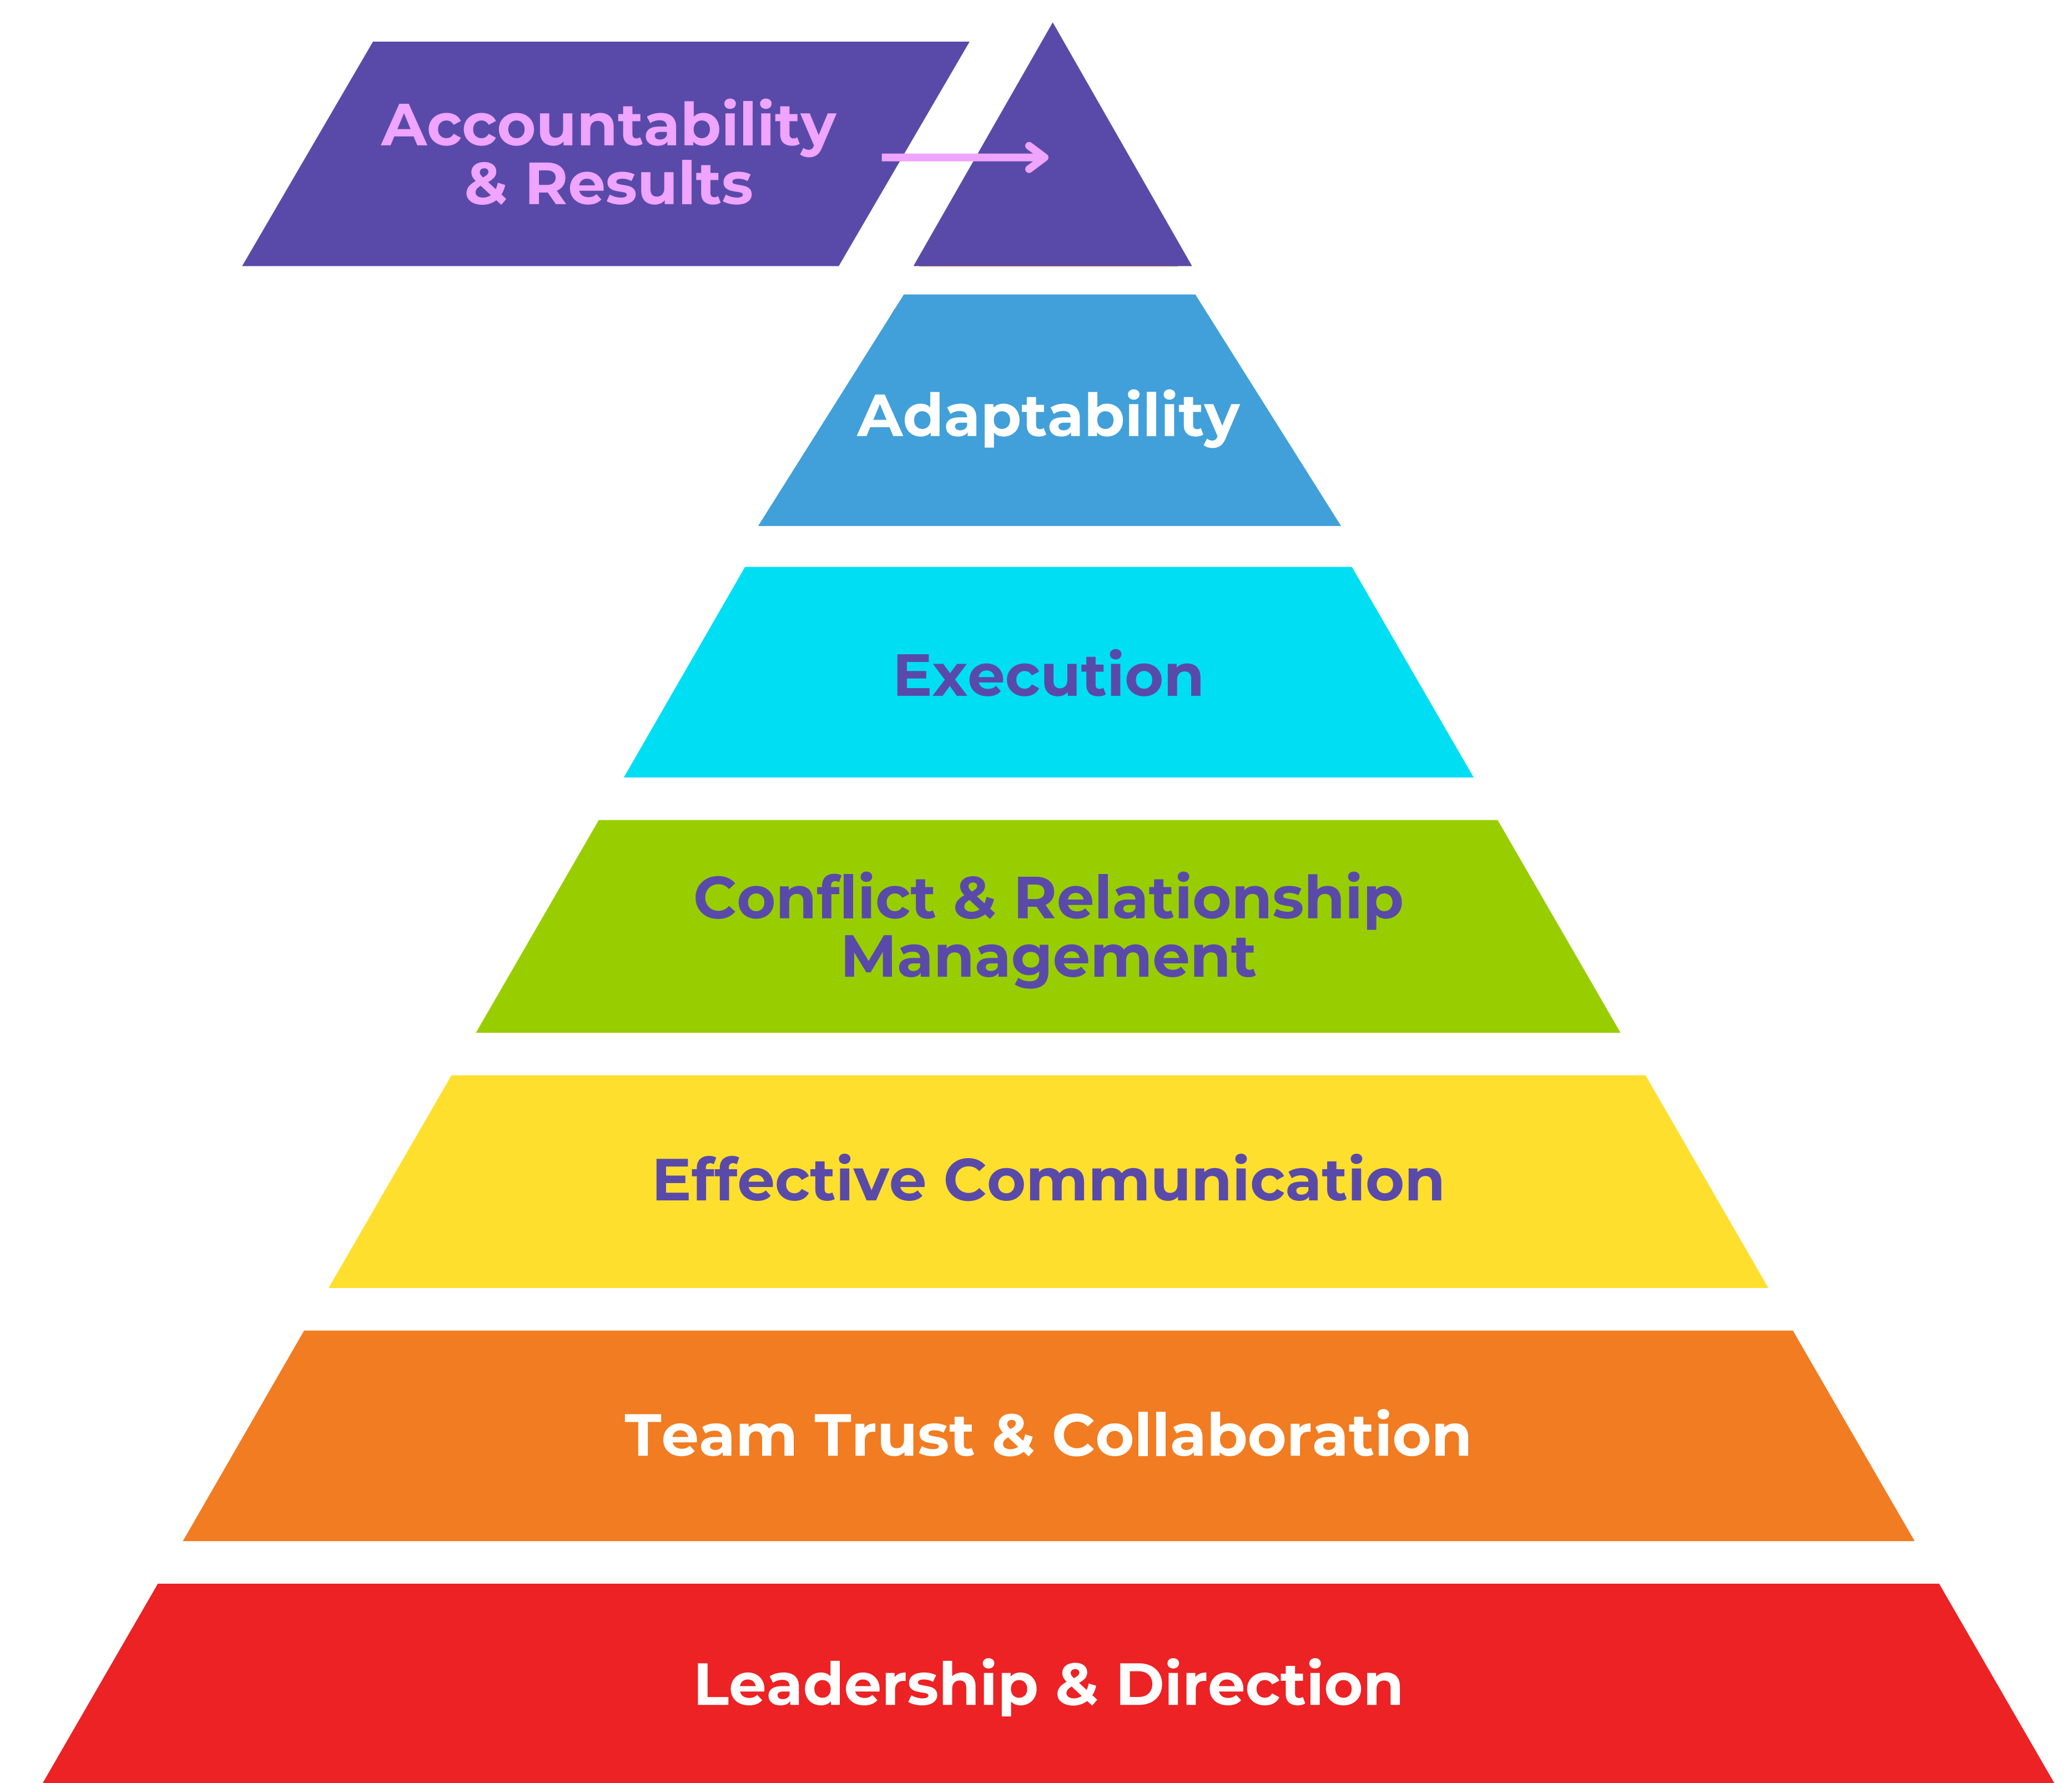 Accountability
& Results
Adaptability
Execution
Conflict & Relationship
Management
Effective Communication
Team Trust & Collaboration
Leadership & Direction